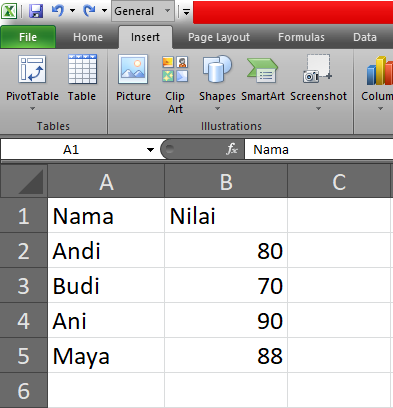 General
File Home Insert Page Layout Formulas Data
PivotTable Table Picture Clip Art Shapes SmartArt Screenshot Colum
Tables Illustrations
A1 fx Nama
A B C
1 Nama Nilai
2 Andi 80
3 Budi 70
4 Ani 90
5 Maya 88
6